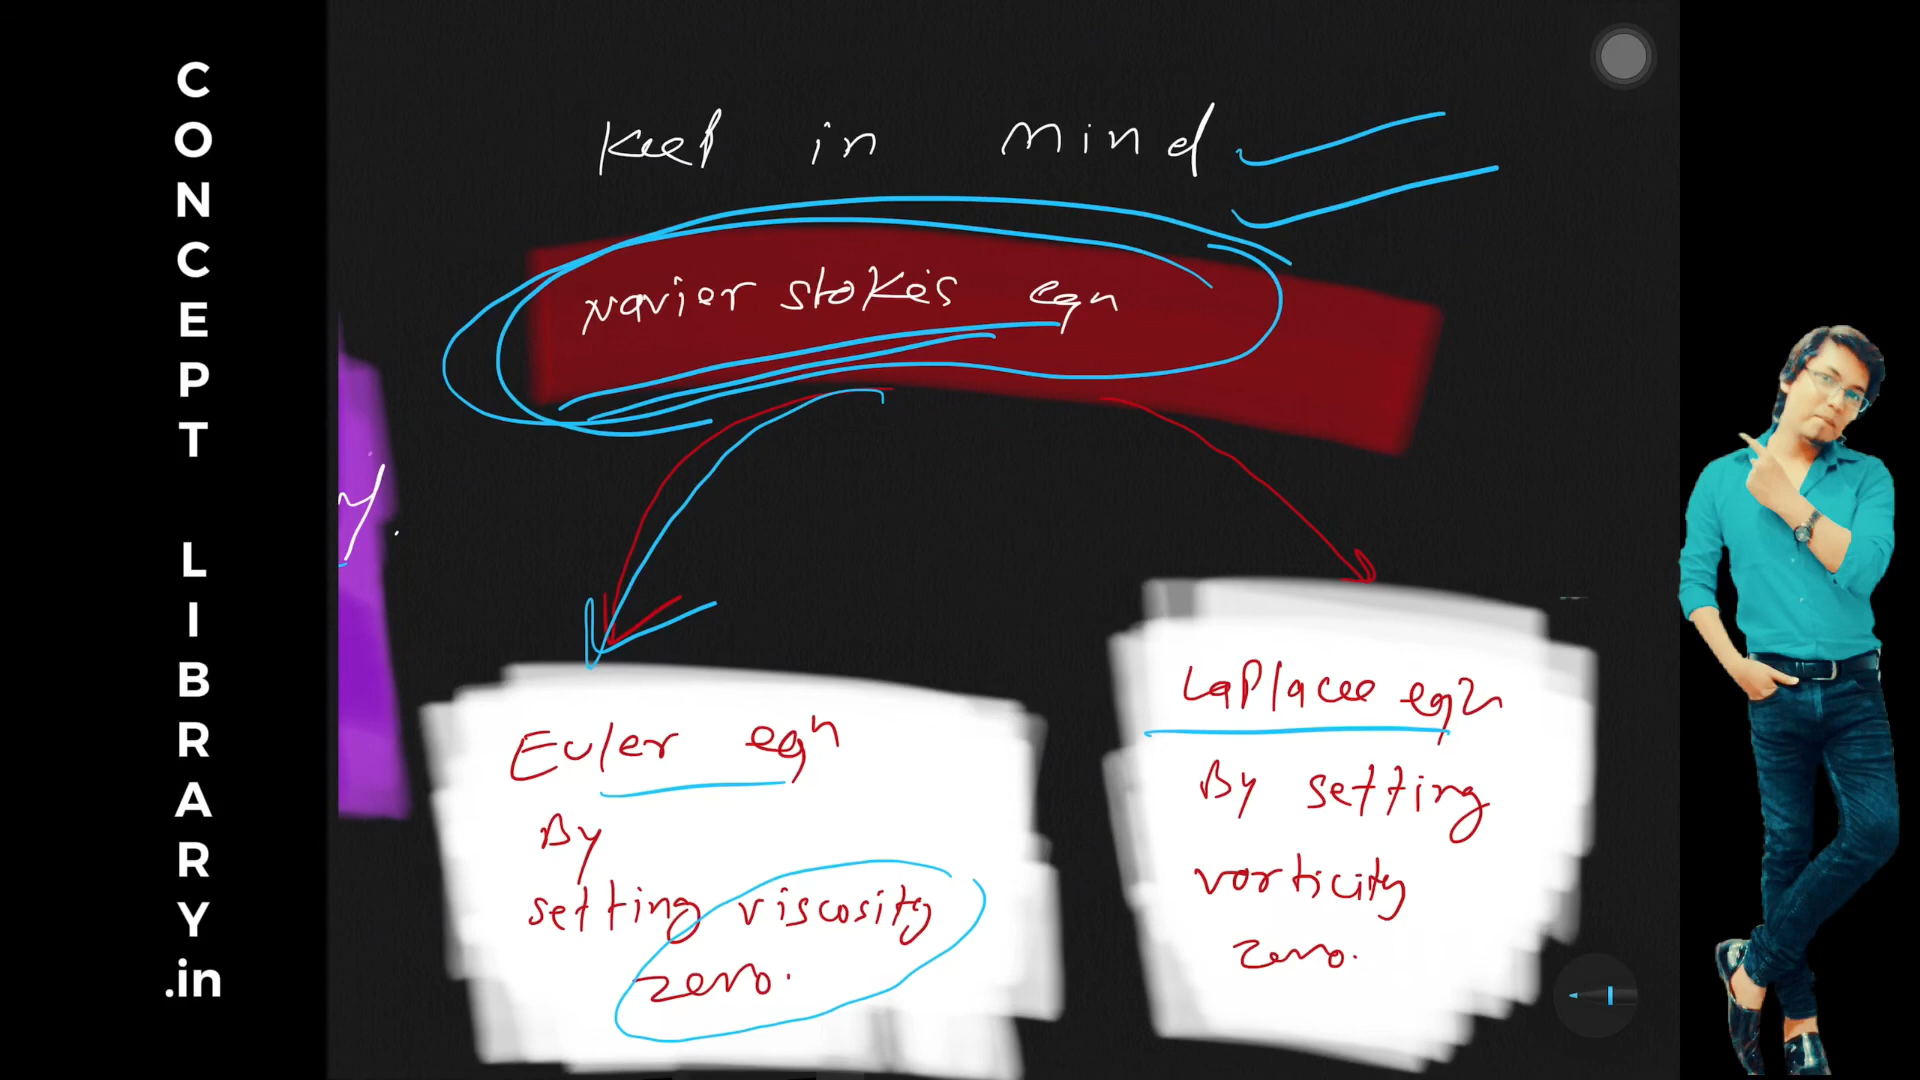 CONCEPT LIBRARY .in
Keep in mind
navier stokes eqn
Euler eqn
By
setting viscosity
zero.
Laplace eqn
By setting
vorticity
zero.
y.